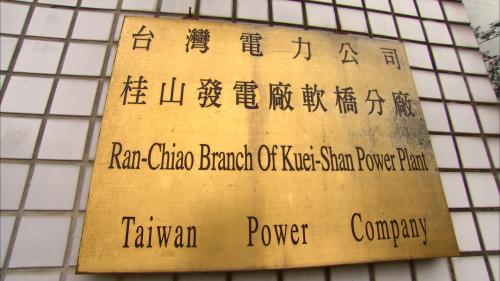 台灣電力公司
桂山發電廠軟橋分廠
Ran-Chiao Branch Of Kuei-Shan Power Plant
Taiwan Power Company